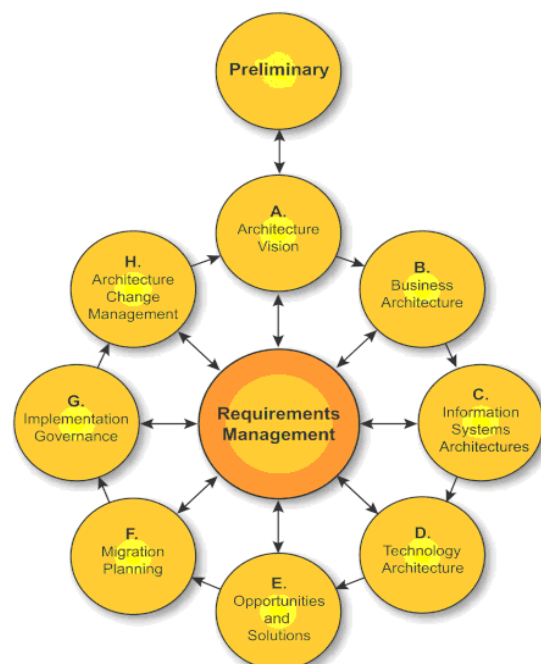 Preliminary
A.
Architecture
Vision
B.
Business
Architecture
C.
Information
Systems
Architectures
D.
Technology
Architecture
E.
Opportunities
and
Solutions
F.
Migration
Planning
G.
Implementation
Governance
H.
Architecture
Change
Management
Requirements
Management